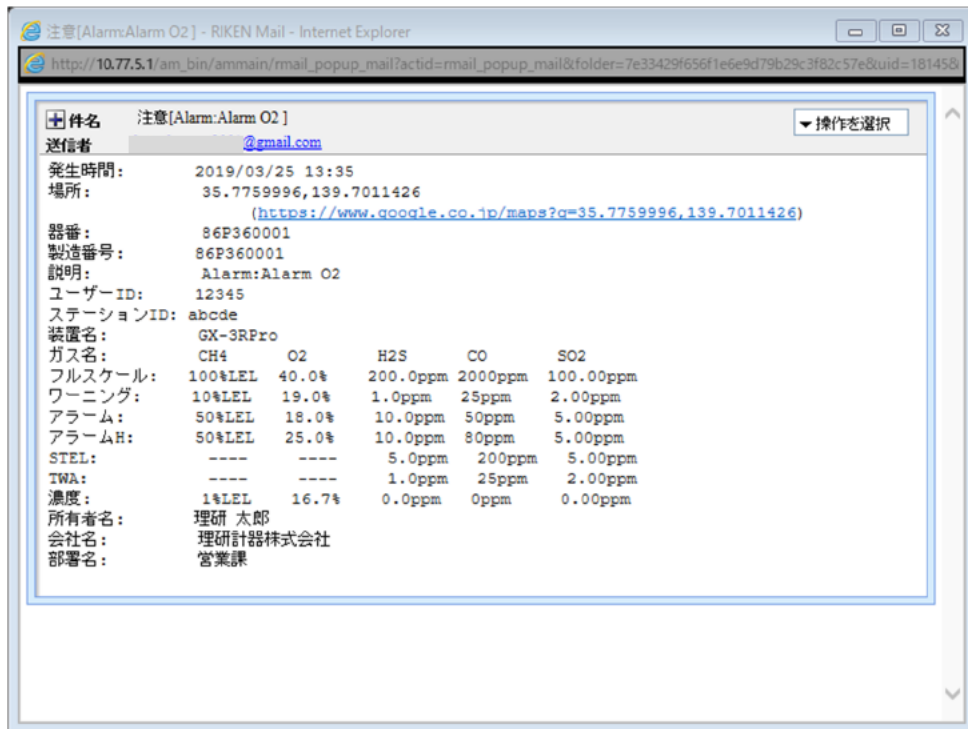 注意[Alarm:Alarm O2 ] - RIKEN Mail - Internet Explorer
http://10.77.5.1/am_bin/ammain/rmail_popup_mail?actid=rmail_popup_mail&folder=7e33429f656f1e6e9d79b29c3f82c57e&uid=18145&
件名 注意[Alarm:Alarm O2 ] 操作を選択
送信者 @gmail.com
発生時間: 2019/03/25 13:35
場所: 35.7759996,139.7011426
(https://www.google.co.jp/maps?q=35.7759996,139.7011426)
器番: 86P360001
製造番号: 86P360001
説明: Alarm:Alarm O2
ユーザーID: 12345
ステーションID: abcde
装置名: GX-3RPro
ガス名: CH4 O2 H2S CO SO2
フルスケール: 100%LEL 40.0% 200.0ppm 2000ppm 100.00ppm
ワーニング: 10%LEL 19.0% 1.0ppm 25ppm 2.00ppm
アラーム: 50%LEL 18.0% 10.0ppm 50ppm 5.00ppm
アラームH: 50%LEL 25.0% 10.0ppm 80ppm 5.00ppm
STEL: ---- ---- 5.0ppm 200ppm 5.00ppm
TWA: ---- ---- 1.0ppm 25ppm 2.00ppm
濃度: 1%LEL 16.7% 0.0ppm 0ppm 0.00ppm
所有者名: 理研 太郎
会社名: 理研計器株式会社
部署名: 営業課